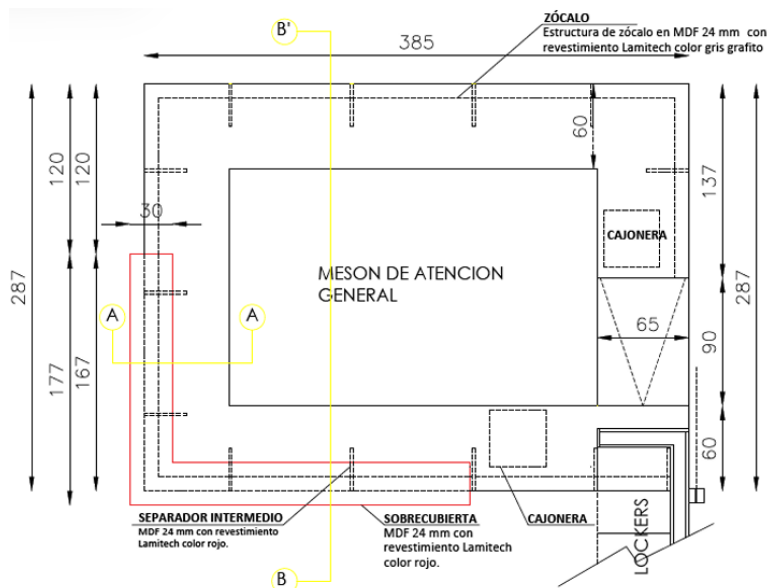 B'
ZÓCALO
Estructura de zócalo en MDF 24 mm con
revestimiento Lamitech color gris grafito
385
120
120
60
137
30
CAJONERA
287
MESON DE ATENCION
GENERAL
287
A
A
65
90
177
167
60
SEPARADOR INTERMEDIO
MDF 24 mm con revestimiento
Lamitech color rojo.
SOBRECUBIERTA
MDF 24 mm con
revestimiento Lamitech
color rojo.
CAJONERA
LOCKERS
B